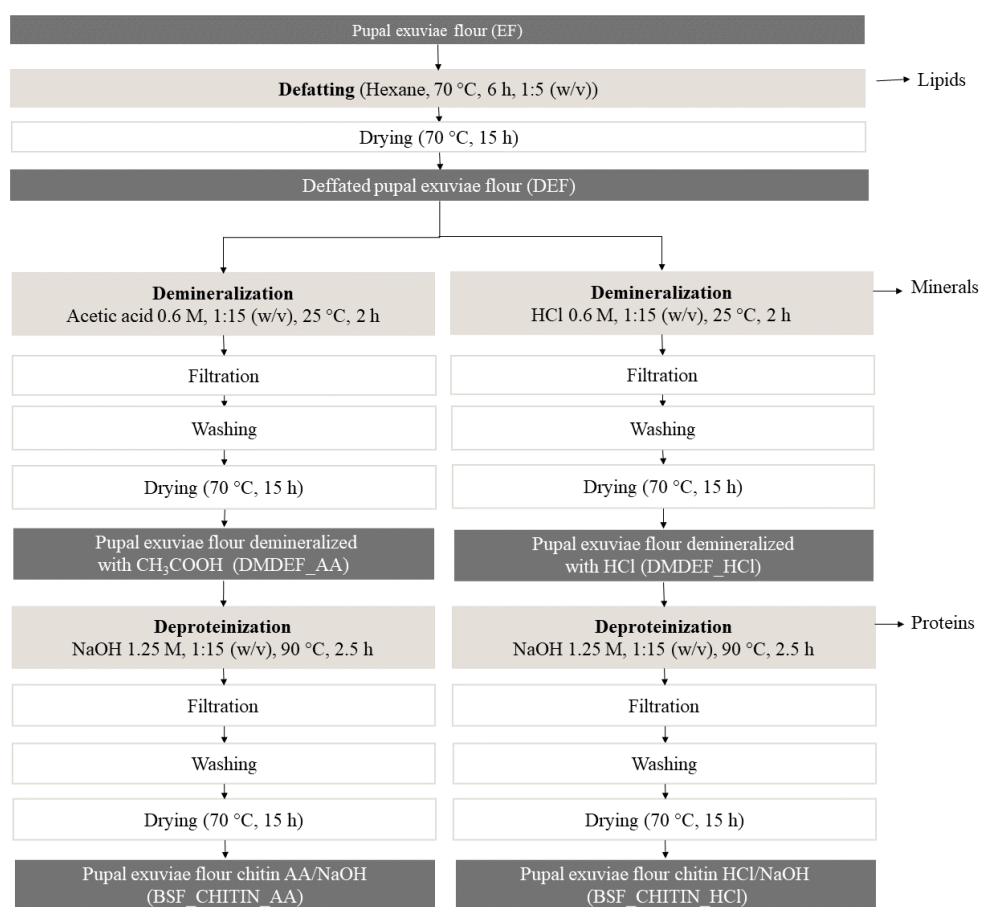 Pupal exuviae flour (EF)
Defatting (Hexane, 70 °C, 6 h, 1:5 (w/v))
Lipids
Drying (70 °C, 15 h)
Deffated pupal exuviae flour (DEF)
Demineralization
Acetic acid 0.6 M, 1:15 (w/v), 25 °C, 2 h
Demineralization
HCl 0.6 M, 1:15 (w/v), 25 °C, 2 h
Minerals
Filtration
Filtration
Washing
Washing
Drying (70 °C, 15 h)
Drying (70 °C, 15 h)
Pupal exuviae flour demineralized
with CH₃COOH (DMDEF_AA)
Pupal exuviae flour demineralized
with HCl (DMDEF_HCl)
Deproteinization
NaOH 1.25 M, 1:15 (w/v), 90 °C, 2.5 h
Deproteinization
NaOH 1.25 M, 1:15 (w/v), 90 °C, 2.5 h
Proteins
Filtration
Filtration
Washing
Washing
Drying (70 °C, 15 h)
Drying (70 °C, 15 h)
Pupal exuviae flour chitin AA/NaOH
(BSF_CHITIN_AA)
Pupal exuviae flour chitin HCl/NaOH
(BSF_CHITIN_HCl)